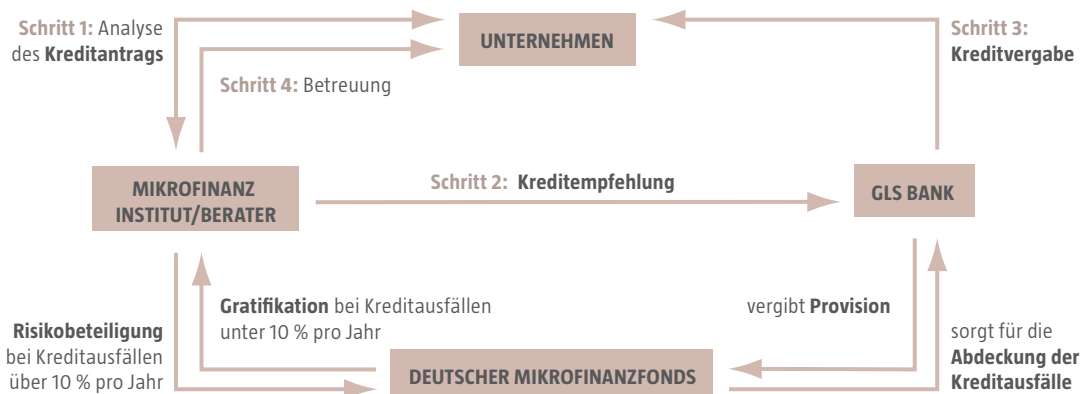 Schritt 1: Analyse
des Kreditantrags
UNTERNEHMEN
Schritt 3:
Kreditvergabe
Schritt 4: Betreuung
MIKROFINANZ
INSTITUT/BERATER
Schritt 2: Kreditempfehlung
GLS BANK
Gratifikation bei Kreditausfällen
unter 10 % pro Jahr
vergibt Provision
Risikobeteiligung
bei Kreditausfällen
über 10 % pro Jahr
sorgt für die
Abdeckung der
Kreditausfälle
DEUTSCHER MIKROFINANZFONDS